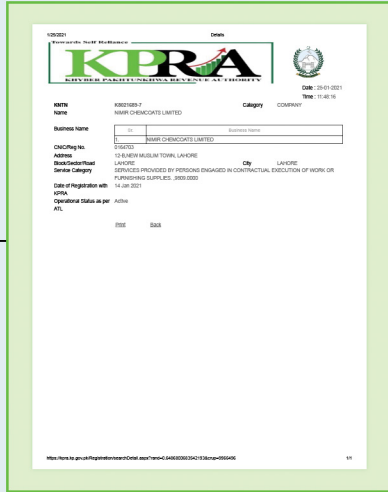 1/25/2021 Details
Towards Self Reliance
KPRA
KHYBER PAKHTUNKHWA REVENUE AUTHORITY
Date : 25-01-2021
Time : 11:48:16
KNTN K8021689-7 Category COMPANY
Name NIMIR CHEMCOATS LIMITED
Business Name Sr. Business Name
1. NIMIR CHEMCOATS LIMITED
CNIC/Reg No. 0164703
Address 12-B,NEW MUSLIM TOWN, LAHORE
Block/Sector/Road LAHORE City LAHORE
Service Category SERVICES PROVIDED BY PERSONS ENGAGED IN CONTRACTUAL EXECUTION OF WORK OR
FURNISHING SUPPLIES. ,9809.0000
Date of Registration with 14 Jan 2021
KPRA
Operational Status as per Active
ATL
Print Back
1/1